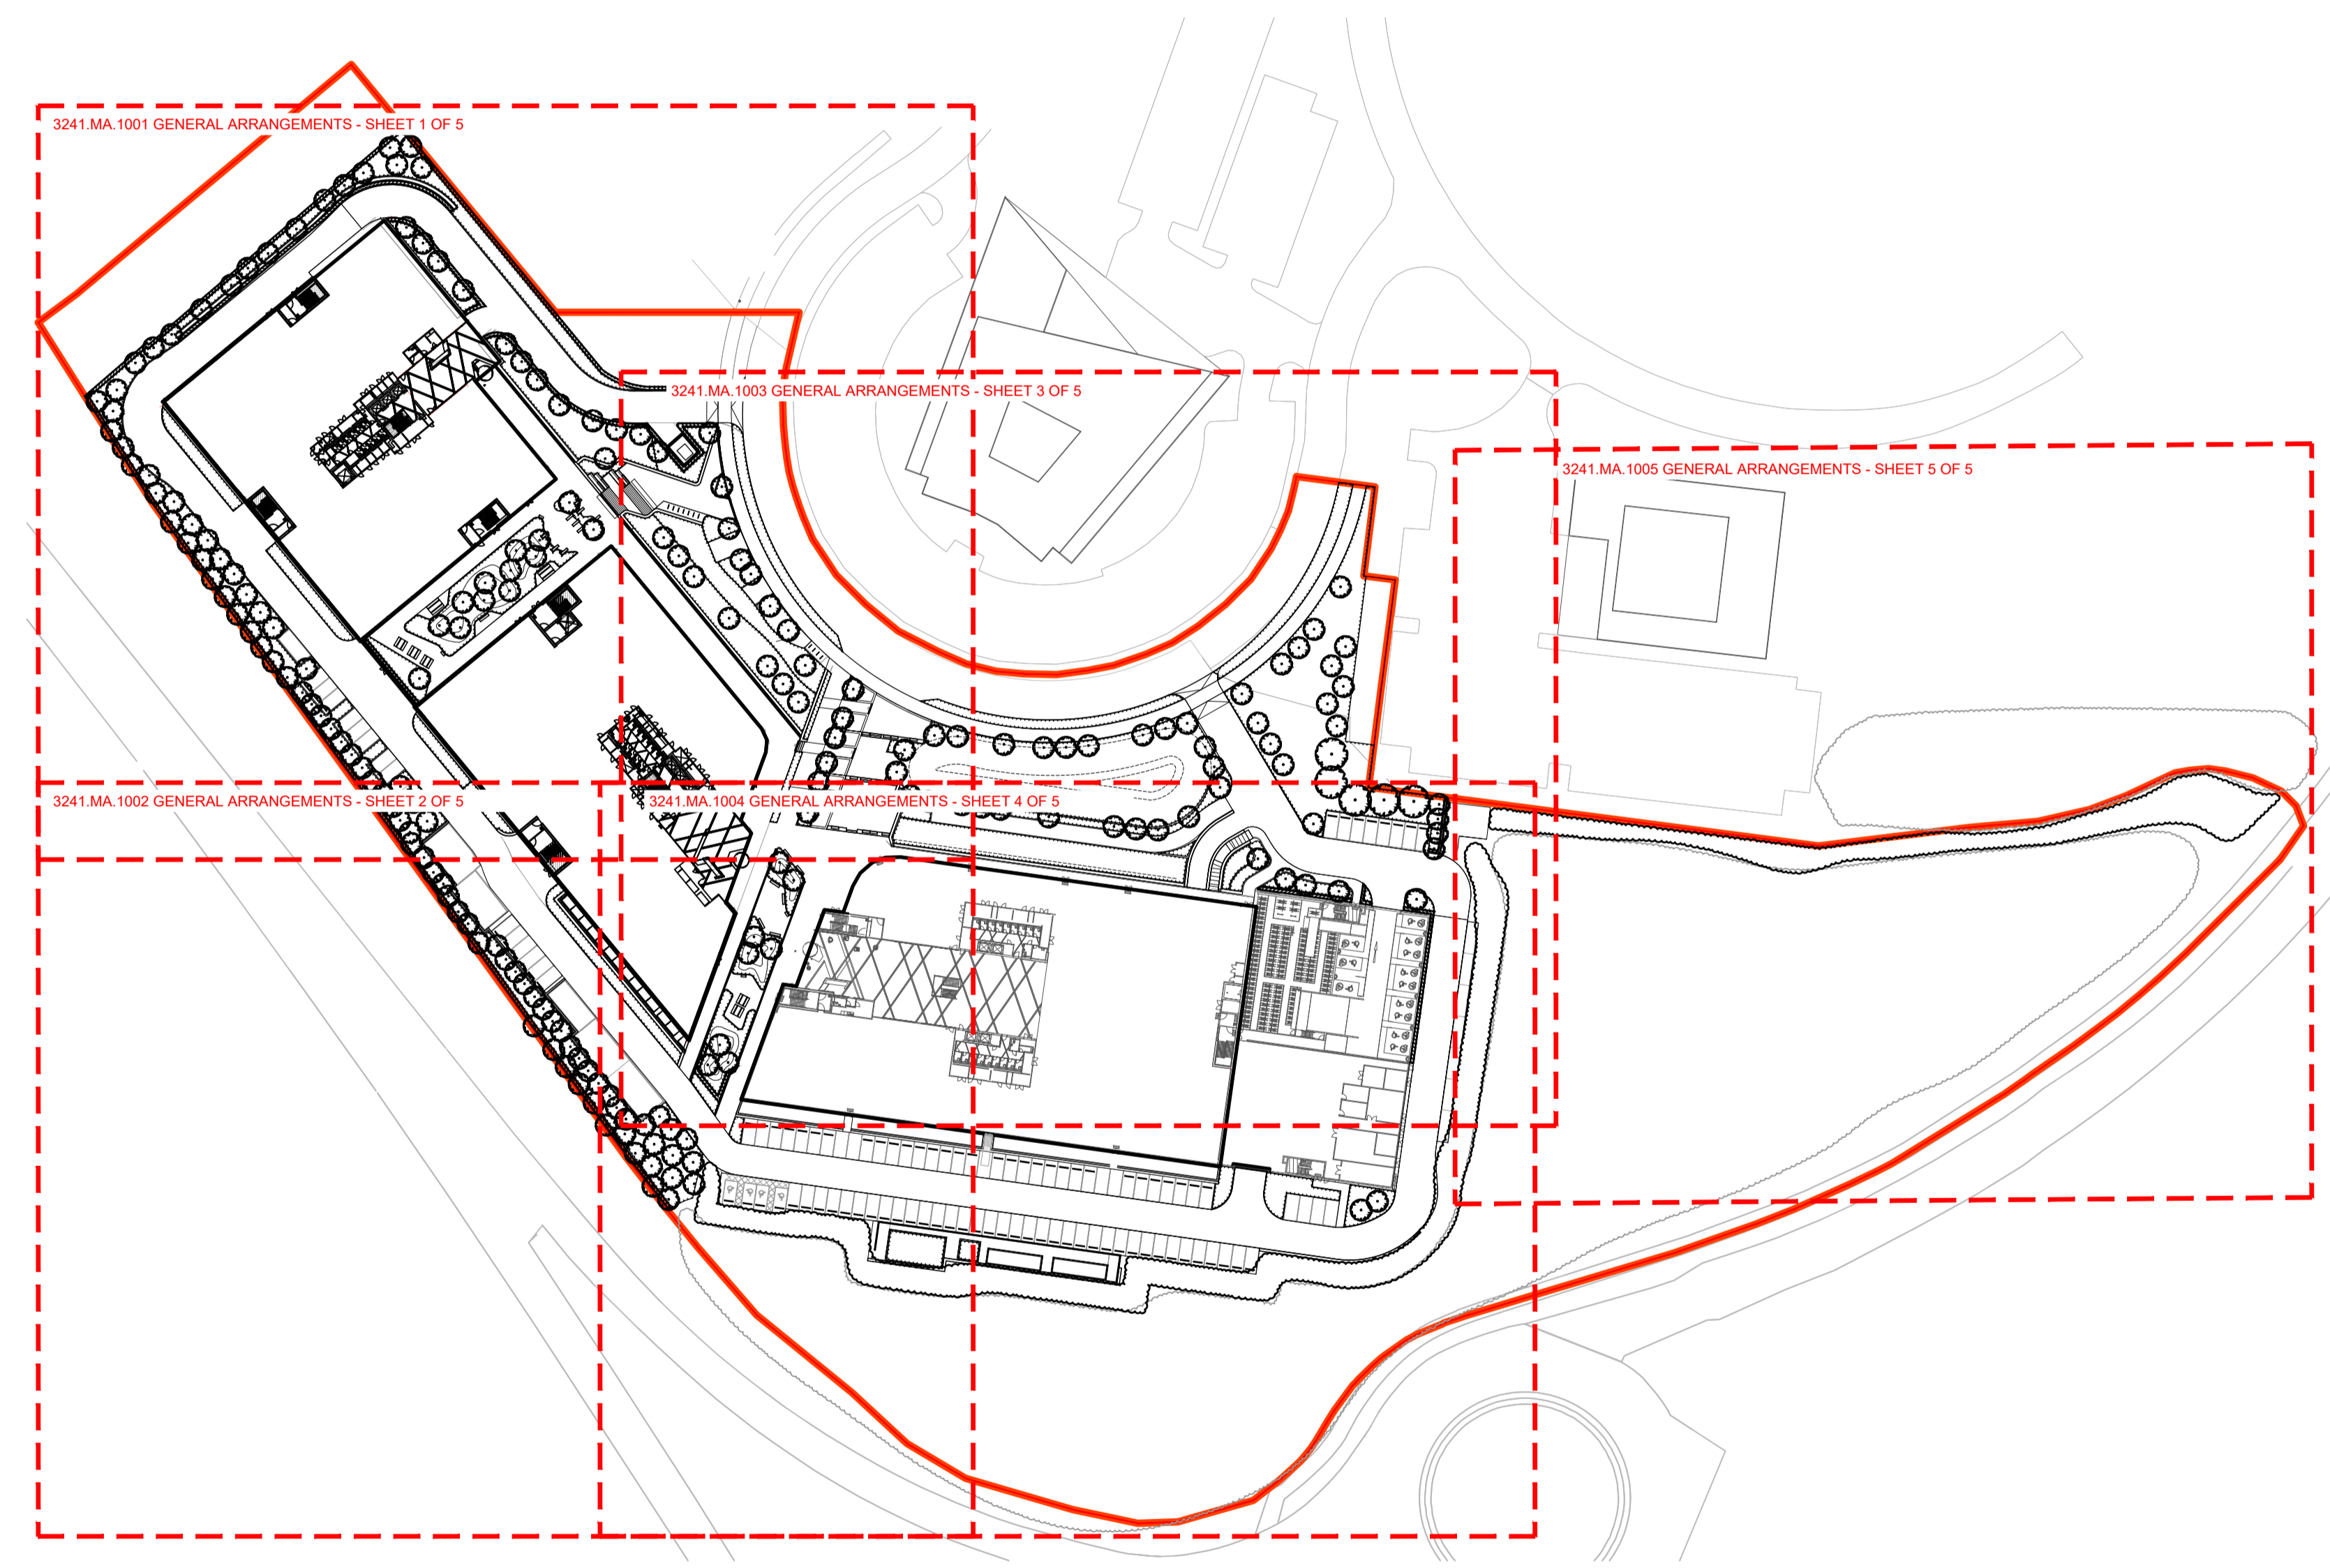 3241.MA.1001 GENERAL ARRANGEMENTS - SHEET 1 OF 5
3241.MA.1003 GENERAL ARRANGEMENTS - SHEET 3 OF 5
3241.MA.1005 GENERAL ARRANGEMENTS - SHEET 5 OF 5
3241.MA.1002 GENERAL ARRANGEMENTS - SHEET 2 OF 5
3241.MA.1004 GENERAL ARRANGEMENTS - SHEET 4 OF 5